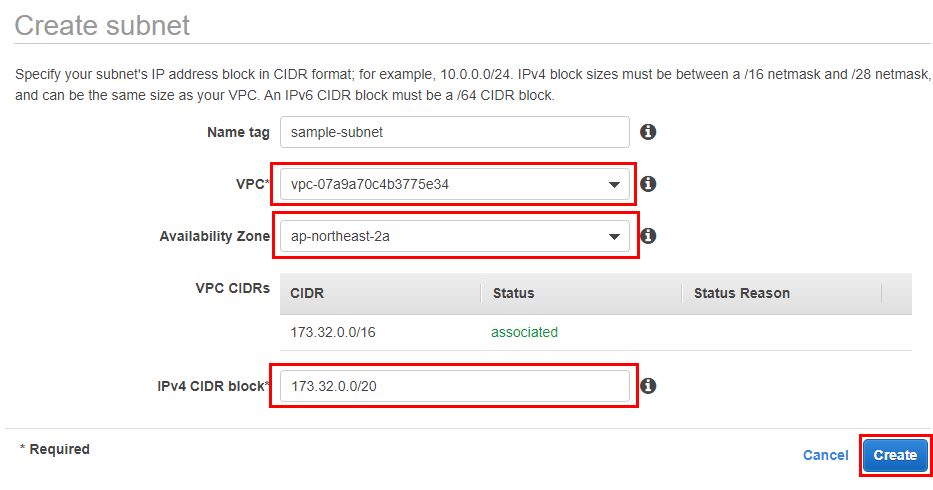 Create subnet
Specify your subnet's IP address block in CIDR format; for example, 10.0.0.0/24. IPv4 block sizes must be between a /16 netmask and /28 netmask,
and can be the same size as your VPC. An IPv6 CIDR block must be a /64 CIDR block.
Name tag sample-subnet
VPC* vpc-07a9a70c4b3775e34
Availability Zone ap-northeast-2a
VPC CIDRs CIDR Status Status Reason
173.32.0.0/16 associated
IPv4 CIDR block* 173.32.0.0/20
* Required Cancel Create